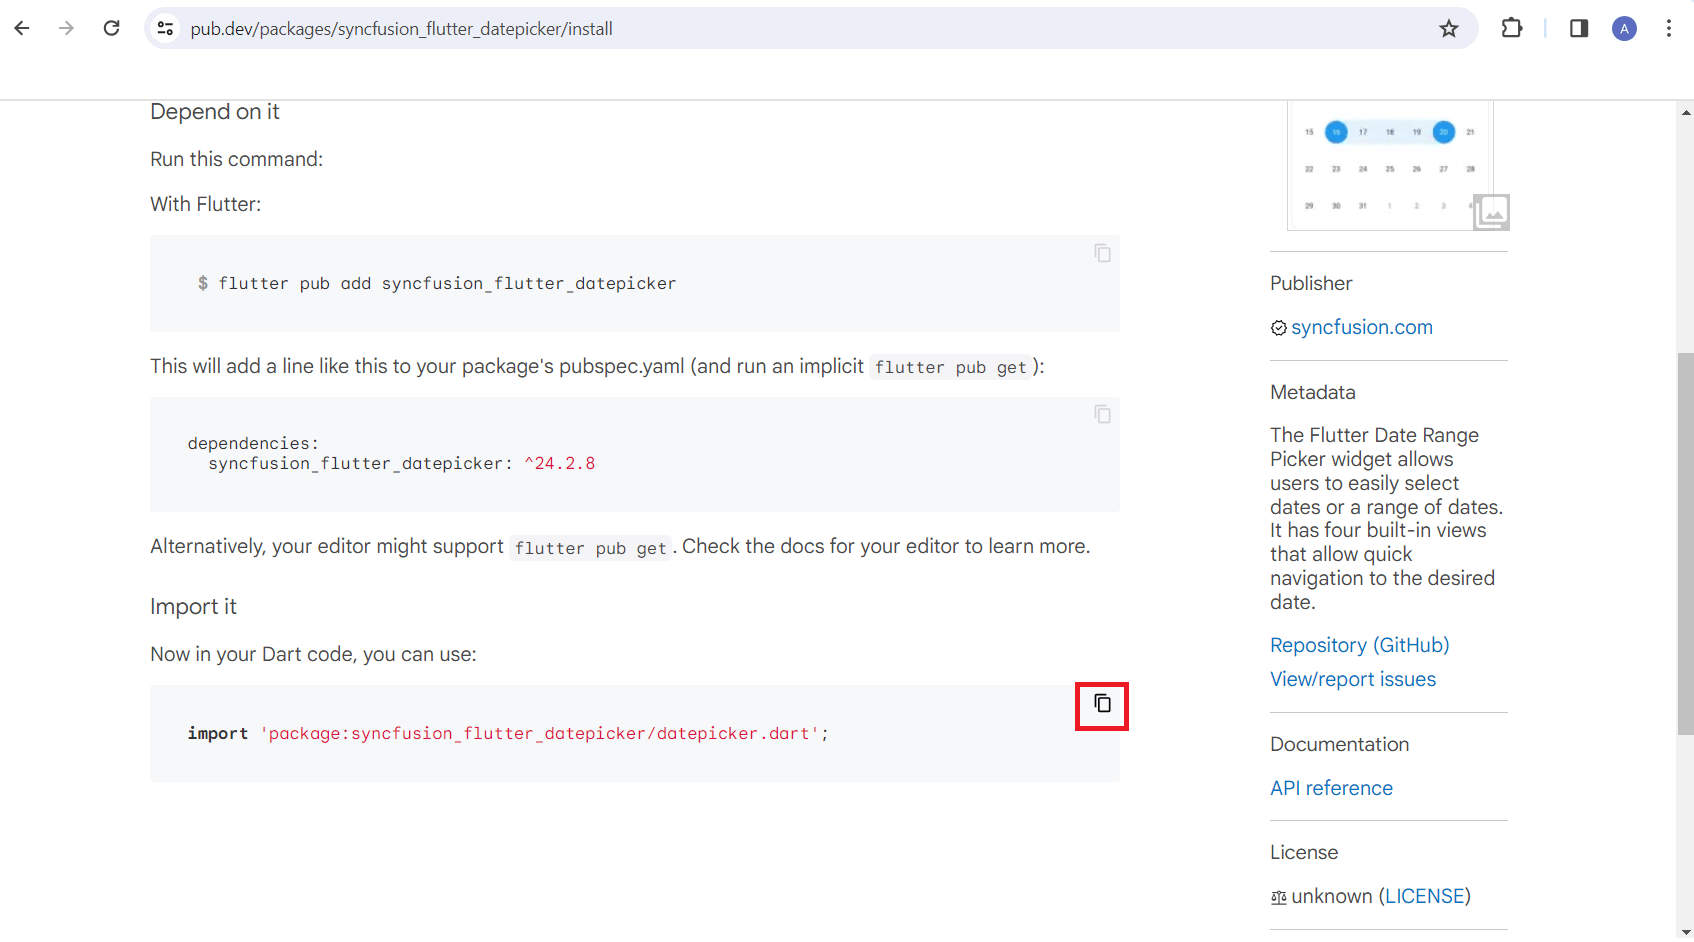 pub.dev/packages/syncfusion_flutter_datepicker/install
A
Depend on it
Run this command:
With Flutter:
$ flutter pub add syncfusion_flutter_datepicker
This will add a line like this to your package's pubspec.yaml (and run an implicit flutter pub get ):
dependencies:
syncfusion_flutter_datepicker: ^24.2.8
Alternatively, your editor might support flutter pub get . Check the docs for your editor to learn more.
Import it
Now in your Dart code, you can use:
import 'package:syncfusion_flutter_datepicker/datepicker.dart';
15 16 17 18 19 20 21
22 23 24 25 26 27 28
29 30 31 1 2 3 4
Publisher
syncfusion.com
Metadata
The Flutter Date Range
Picker widget allows
users to easily select
dates or a range of dates.
It has four built-in views
that allow quick
navigation to the desired
date.
Repository (GitHub)
View/report issues
Documentation
API reference
License
unknown (LICENSE)